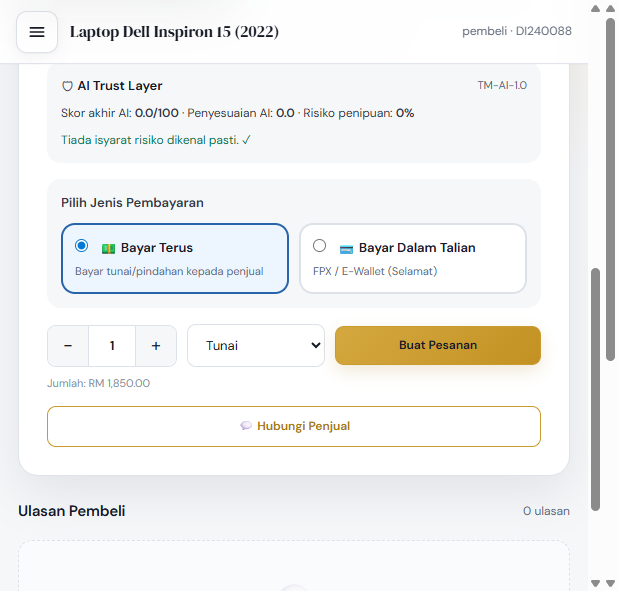 Laptop Dell Inspiron 15 (2022)
pembeli · DI240088
AI Trust Layer
TM-AI-1.0
Skor akhir AI: 0.0/100 · Penyesuaian AI: 0.0 · Risiko penipuan: 0%
Tiada isyarat risiko dikenal pasti. ✓
Pilih Jenis Pembayaran
Bayar Terus
Bayar tunai/pindahan kepada penjual
Bayar Dalam Talian
FPX / E-Wallet (Selamat)
− 1 +
Tunai
Buat Pesanan
Jumlah: RM 1,850.00
Hubungi Penjual
Ulasan Pembeli
0 ulasan